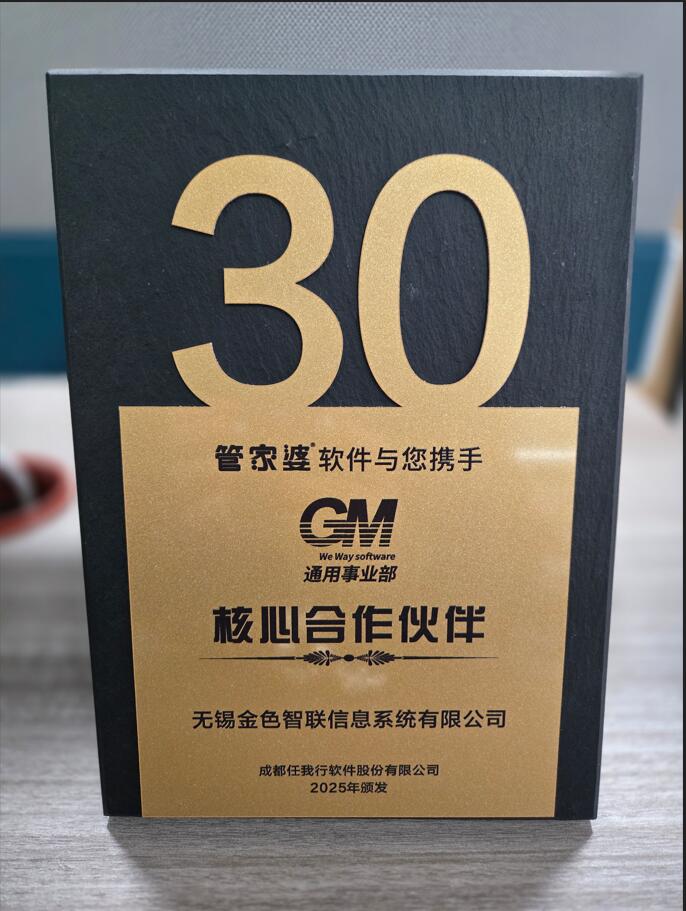 30
管家婆®软件与您携手
GM
We Way software
通用事业部
核心合作伙伴
无锡金色智联信息系统有限公司
成都任我行软件股份有限公司
2025年颁发